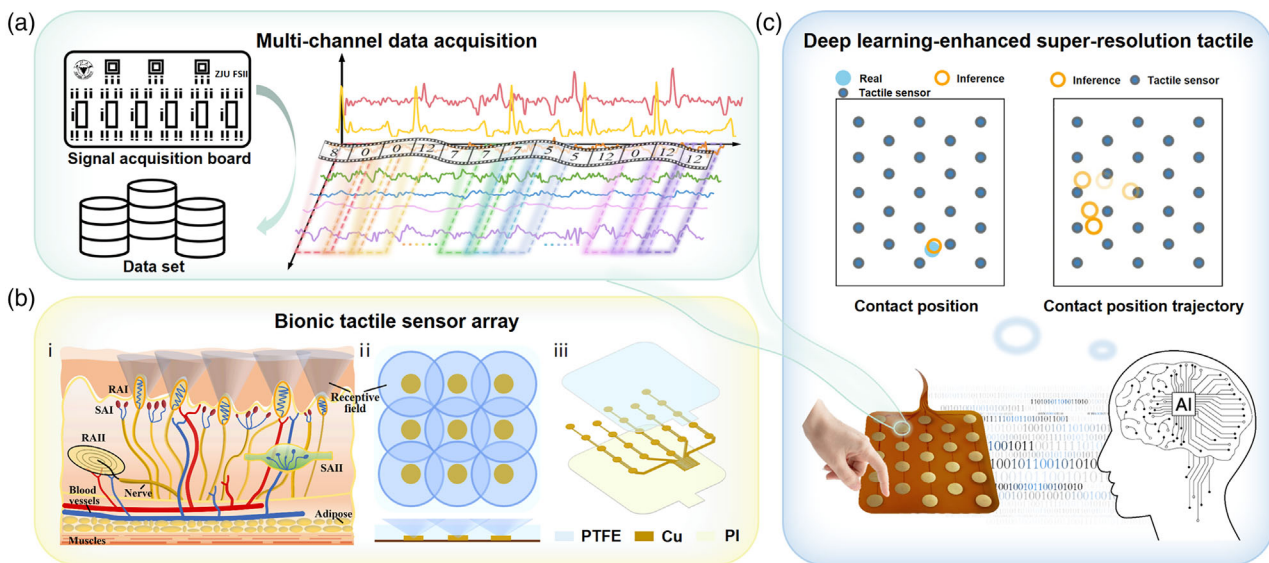 (a)
Multi-channel data acquisition
ZJU FSII
Signal acquisition board
Data set
8 0 0 12 7 7 7 5 5 12 0 12 12
(b)
Bionic tactile sensor array
i
RAI
SAI
RAII
SAII
Nerve
Blood
vessels
Adipose
Muscles
ii
Receptive
field
iii
PTFE
Cu
PI
(c)
Deep learning-enhanced super-resolution tactile
Real
Inference
Tactile sensor
Inference
Tactile sensor
Contact position
Contact position trajectory
AI